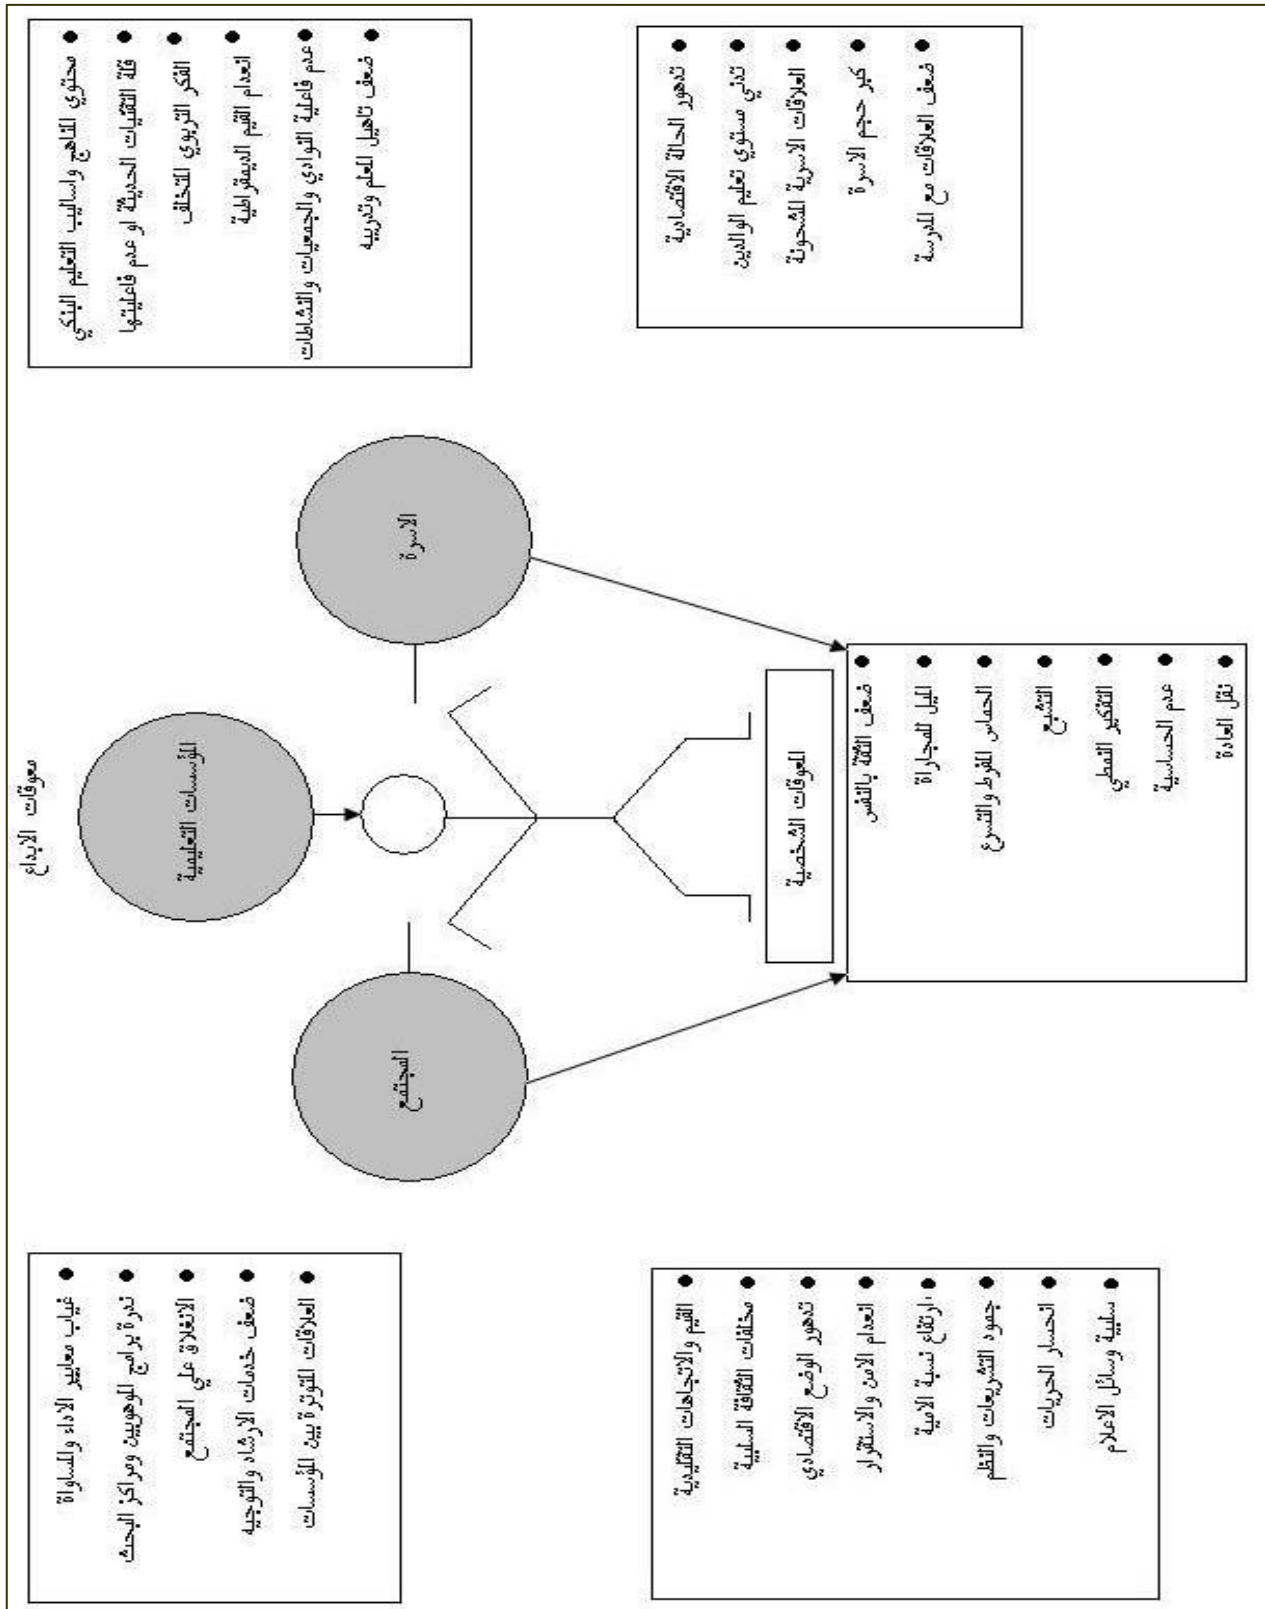 معوقات الابداع
المؤسسات التعليمية
الاسرة
المجتمع
المعوقات الشخصية
محتوي المناهج واساليب التعليم البنكي
قلة التقنيات الحديثة او عدم فاعليتها
الفكر التربوي المتخلف
انعدام القيم الديمقراطية
عدم فاعلية النوادي والجمعيات والنشاطات
ضعف تاهيل المعلم وتدريبه
غياب معايير الاداء والمساواة
ندرة برامج الموهوبين ومراكز البحث
الانغلاق علي المجتمع
ضعف خدمات الارشاد والتوجيه
العلاقات المتوترة بين المؤسسات
تدهور الحالة الاقتصادية
تدني مستوي تعليم الوالدين
العلاقات الاسرية المشحونة
كبر حجم الاسرة
ضعف العلاقات مع المدرسة
ضعف الثقة بالنفس
الميل للمجاراة
الحماس المفرط والتسرع
التشبع
التفكير النمطي
عدم الحساسية
نقل العادة
القيم والاتجاهات التقليدية
مخلفات الثقافة السلبية
تدهور الوضع الاقتصادي
انعدام الامن والاستقرار
ارتفاع نسبة الامية
جمود التشريعات والنظم
انحسار الحريات
سلبية وسائل الاعلام